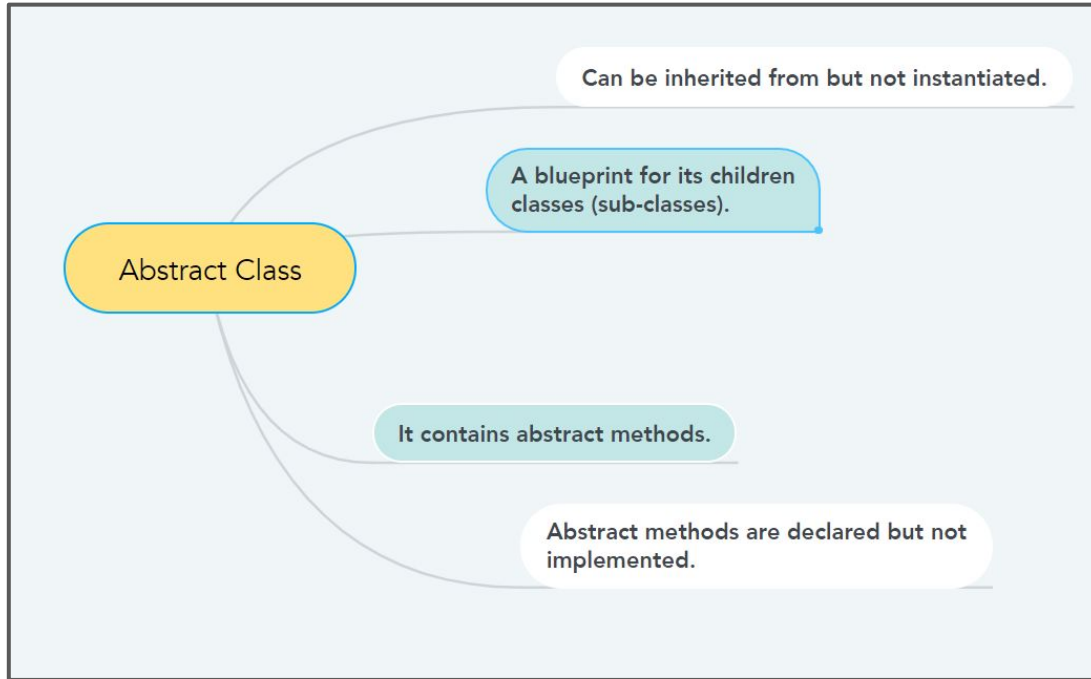 Can be inherited from but not instantiated.
A blueprint for its children
classes (sub-classes).
Abstract Class
It contains abstract methods.
Abstract methods are declared but not
implemented.